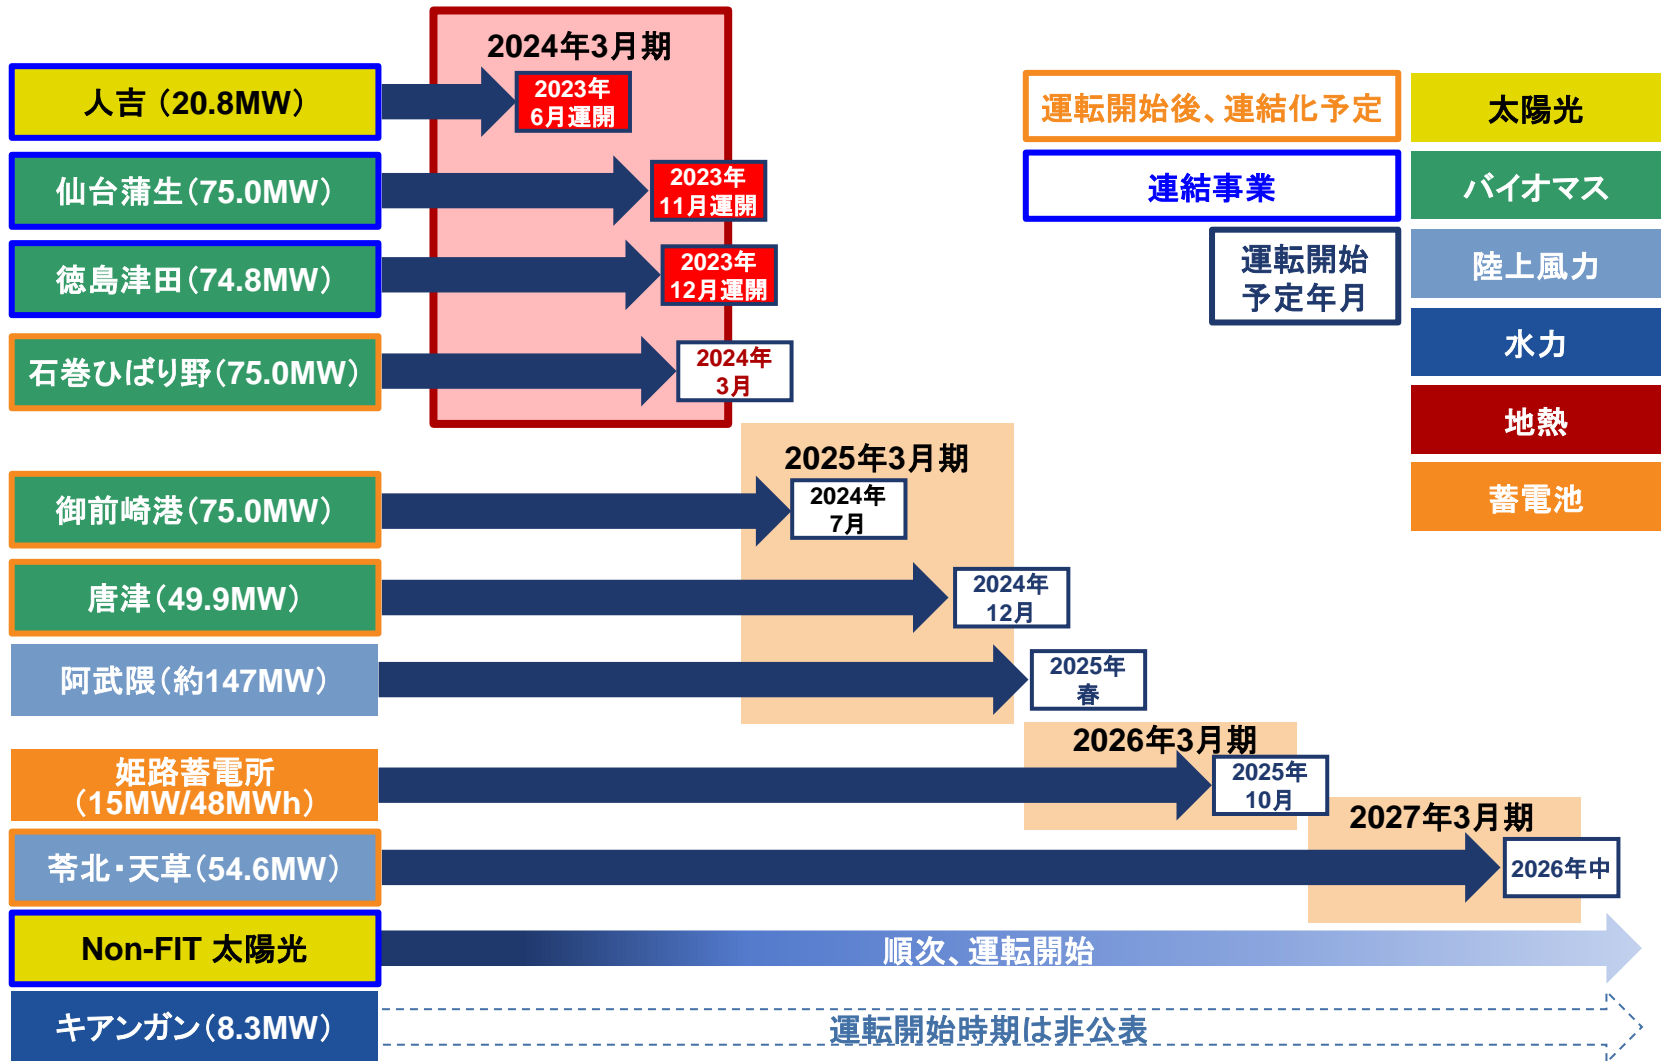 2024年3月期
人吉 (20.8MW)
2023年
6月運開
仙台蒲生(75.0MW)
2023年
11月運開
徳島津田(74.8MW)
2023年
12月運開
石巻ひばり野(75.0MW)
2024年
3月
運転開始後、連結化予定
連結事業
運転開始
予定年月
太陽光
バイオマス
陸上風力
水力
地熱
蓄電池
2025年3月期
御前崎港(75.0MW)
2024年
7月
唐津(49.9MW)
2024年
12月
阿武隈(約147MW)
2025年
春
2026年3月期
姫路蓄電所
(15MW/48MWh)
2025年
10月
2027年3月期
苓北・天草(54.6MW)
2026年中
Non-FIT 太陽光
順次、運転開始
キアンガン(8.3MW)
運転開始時期は非公表